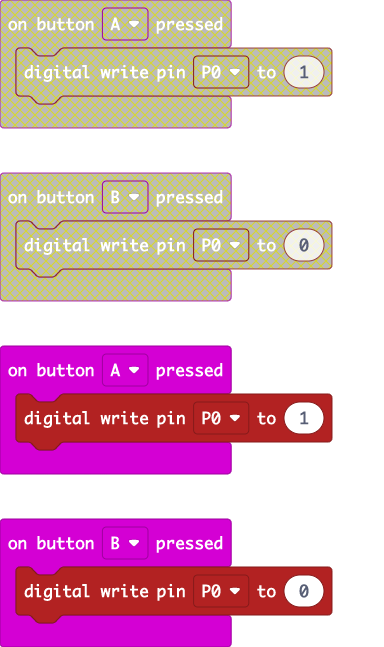 on button A pressed
digital write pin P0 to 1
on button B pressed
digital write pin P0 to 0
on button A pressed
digital write pin P0 to 1
on button B pressed
digital write pin P0 to 0